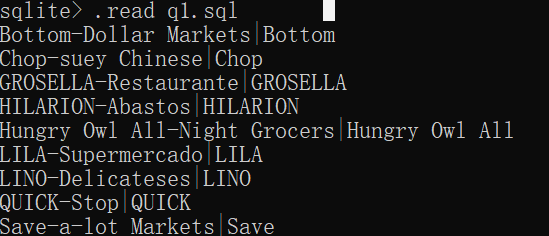 sqlite> .read q1.sql
Bottom-Dollar Markets|Bottom
Chop-suey Chinese|Chop
GROSELLA-Restaurante|GROSELLA
HILARION-Abastos|HILARION
Hungry Owl All-Night Grocers|Hungry Owl All
LILA-Supermercado|LILA
LINO-Delicateses|LINO
QUICK-Stop|QUICK
Save-a-lot Markets|Save